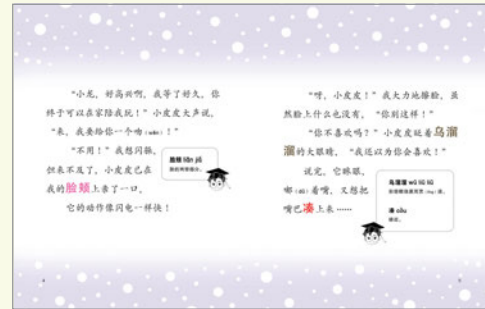 “小龙，好高兴啊，我等了好久，你
终于可以在家陪我玩！”小皮皮大声说，
“来，我要给你一个吻（wěn）！”
“不用！”我想闪躲，
但来不及了，小皮皮已在
我的脸颊上亲了一口。
它的动作像闪电一样快！
脸颊 liǎn jiá
“呀，小皮皮！”我大力地擦脸，虽
然脸上什么也没有，“你别这样！”
“你不喜欢吗？”小皮皮眨着乌溜
溜的大眼睛，“我还以为你会喜欢！”
说完，它眯眼，
嘟（dū）着嘴，又想把
嘴巴凑上来……
乌溜溜 wū liū liū
凑 còu